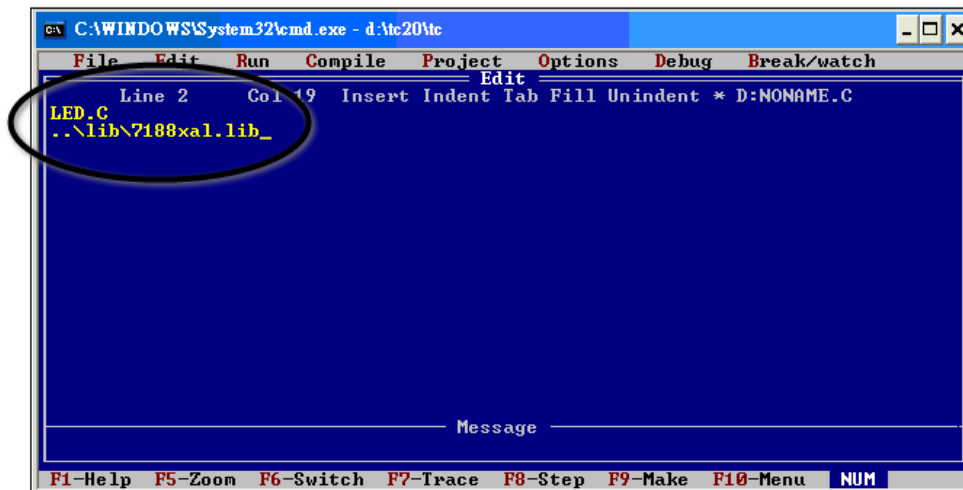 C:\WINDOWS\System32\cmd.exe - d:\tc20\tc
File Edit Run Compile Project Options Debug Break/watch
Edit
Line 2 Col 19 Insert Indent Tab Fill Unindent * D:NONAME.C
LED.C
..\lib\7188xal.lib_
Message
F1-Help F5-Zoom F6-Switch F7-Trace F8-Step F9-Make F10-Menu NUM